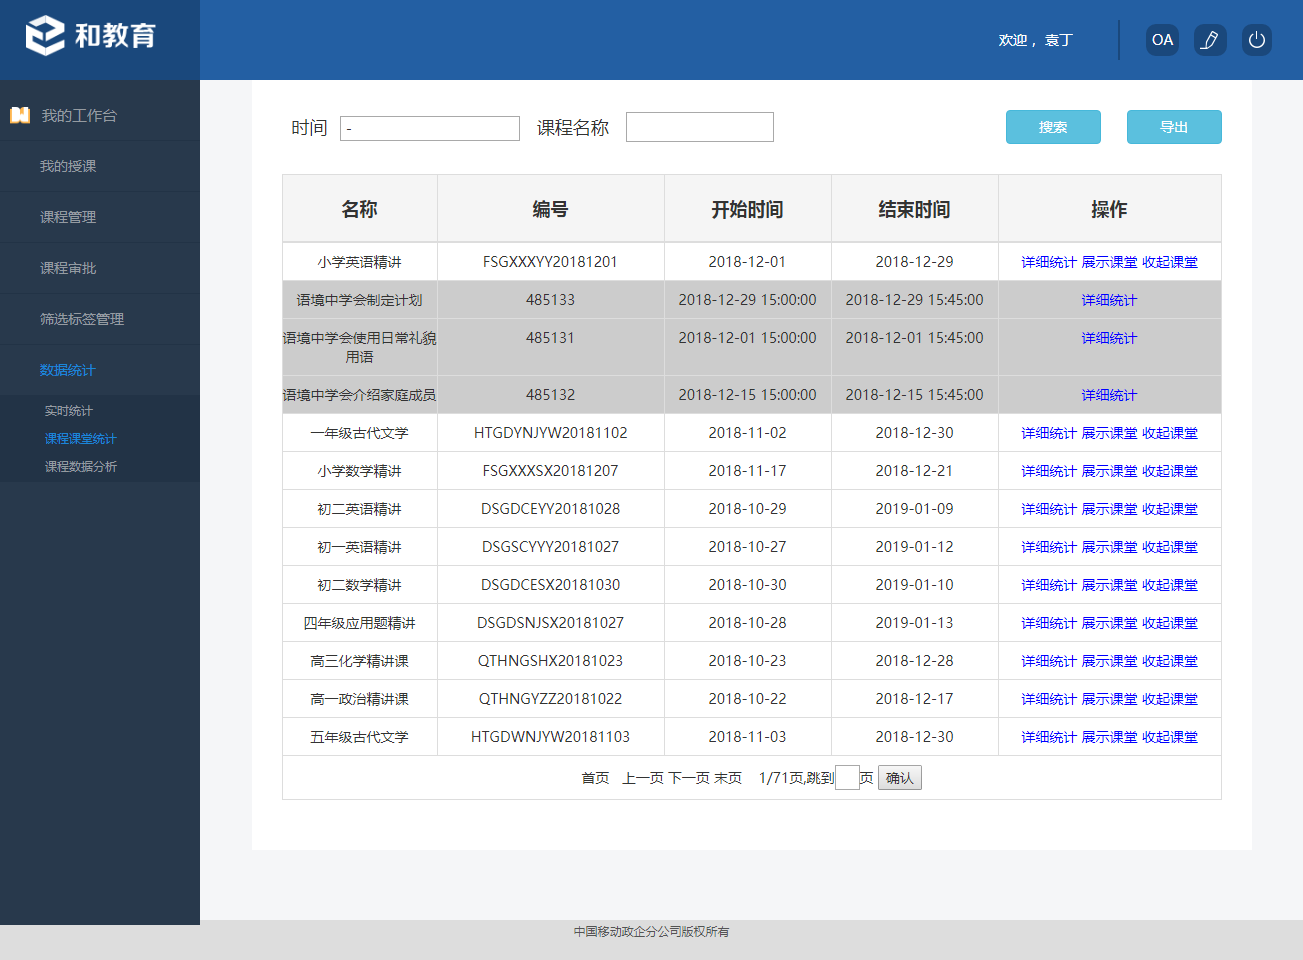 和教育
欢迎 ，袁丁
OA
我的工作台
我的授课
课程管理
课程审批
筛选标签管理
数据统计
实时统计
课程课堂统计
课程数据分析
时间 - 课程名称 搜索 导出
名称 编号 开始时间 结束时间 操作
小学英语精讲 FSGXXXYY20181201 2018-12-01 2018-12-29 详细统计 展示课堂 收起课堂
语境中学会制定计划 485133 2018-12-29 15:00:00 2018-12-29 15:45:00 详细统计
语境中学会使用日常礼貌 485131 2018-12-01 15:00:00 2018-12-01 15:45:00 详细统计
用语
语境中学会介绍家庭成员 485132 2018-12-15 15:00:00 2018-12-15 15:45:00 详细统计
一年级古代文学 HTGDYNJYW20181102 2018-11-02 2018-12-30 详细统计 展示课堂 收起课堂
小学数学精讲 FSGXXXSX20181207 2018-11-17 2018-12-21 详细统计 展示课堂 收起课堂
初二英语精讲 DSGDCEYY20181028 2018-10-29 2019-01-09 详细统计 展示课堂 收起课堂
初一英语精讲 DSGSCYYY20181027 2018-10-27 2019-01-12 详细统计 展示课堂 收起课堂
初二数学精讲 DSGDCESX20181030 2018-10-30 2019-01-10 详细统计 展示课堂 收起课堂
四年级应用题精讲 DSGDSNJSX20181027 2018-10-28 2019-01-13 详细统计 展示课堂 收起课堂
高三化学精讲课 QTHNGSHX20181023 2018-10-23 2018-12-28 详细统计 展示课堂 收起课堂
高一政治精讲课 QTHNGYZZ20181022 2018-10-22 2018-12-17 详细统计 展示课堂 收起课堂
五年级古代文学 HTGDWNJYW20181103 2018-11-03 2018-12-30 详细统计 展示课堂 收起课堂
首页 上一页 下一页 末页 1/71页,跳到 页 确认
中国移动政企分公司版权所有